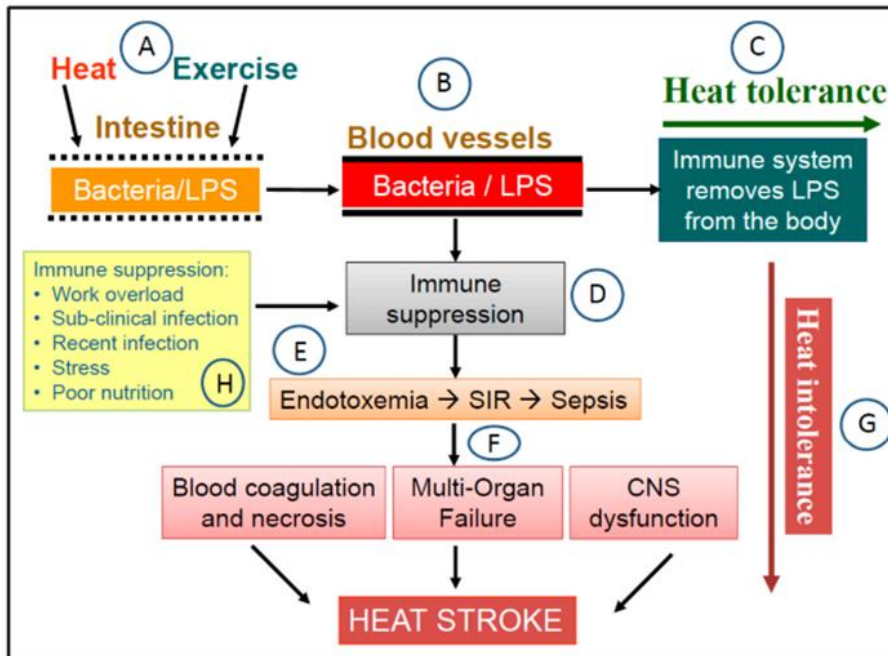 A
Heat Exercise
Intestine
Bacteria/LPS
B
Blood vessels
Bacteria / LPS
C
Heat tolerance
Immune system
removes LPS
from the body
Immune suppression:
• Work overload
• Sub-clinical infection
• Recent infection
• Stress
• Poor nutrition
H
Immune
suppression
D
E
Endotoxemia → SIR → Sepsis
F
Heat intolerance
G
Blood coagulation
and necrosis
Multi-Organ
Failure
CNS
dysfunction
HEAT STROKE